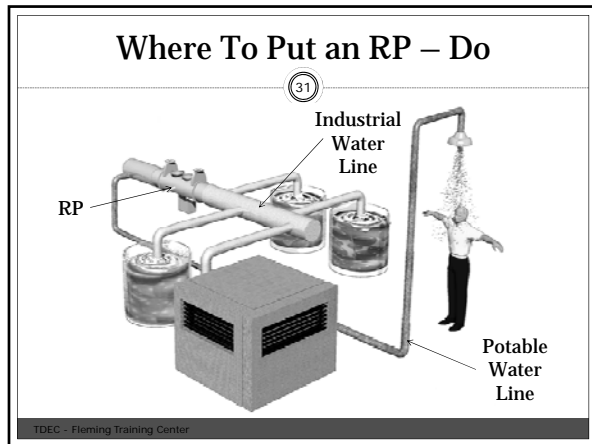 Where To Put an RP – Do
31
Industrial
Water
Line
RP
Potable
Water
Line
TDEC - Fleming Training Center